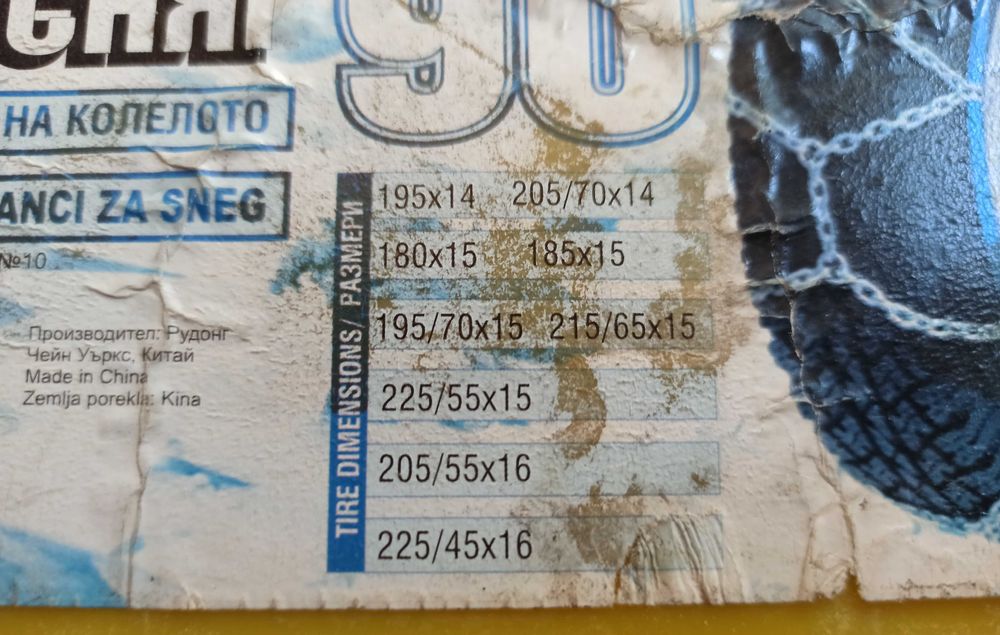 90
НА КОЛЕЛОТО
ANCI ZA SNEG
№10
Производител: Рудонг
Чейн Уъркс, Китай
Made in China
Zemlja porekla: Kina
TIRE DIMENSIONS/ РАЗМЕРИ
195x14 205/70x14
180x15 185x15
195/70x15 215/65x15
225/55x15
205/55x16
225/45x16